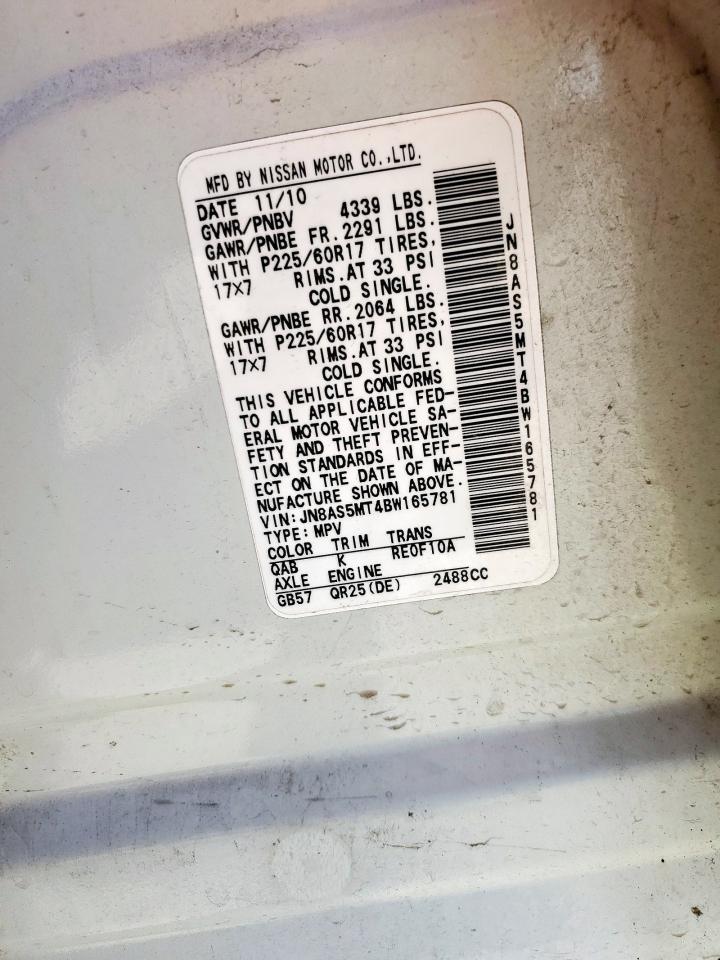 MFD BY NISSAN MOTOR CO.,LTD.
DATE 11/10
GVWR/PNBV 4339 LBS.
GAWR/PNBE FR.2291 LBS.
WITH P225/60R17 TIRES,
17X7 RIMS.AT 33 PSI
COLD SINGLE.
GAWR/PNBE RR.2064 LBS.
WITH P225/60R17 TIRES,
17X7 RIMS.AT 33 PSI
COLD SINGLE.
THIS VEHICLE CONFORMS
TO ALL APPLICABLE FED-
ERAL MOTOR VEHICLE SA-
FETY AND THEFT PREVEN-
TION STANDARDS IN EFF-
ECT ON THE DATE OF MA-
NUFACTURE SHOWN ABOVE.
VIN:JN8AS5MT4BW165781
TYPE:MPV
COLOR TRIM TRANS
QAB K RE0F10A
AXLE ENGINE
GB57 QR25(DE) 2488CC
JN8AS5MT4BW165781